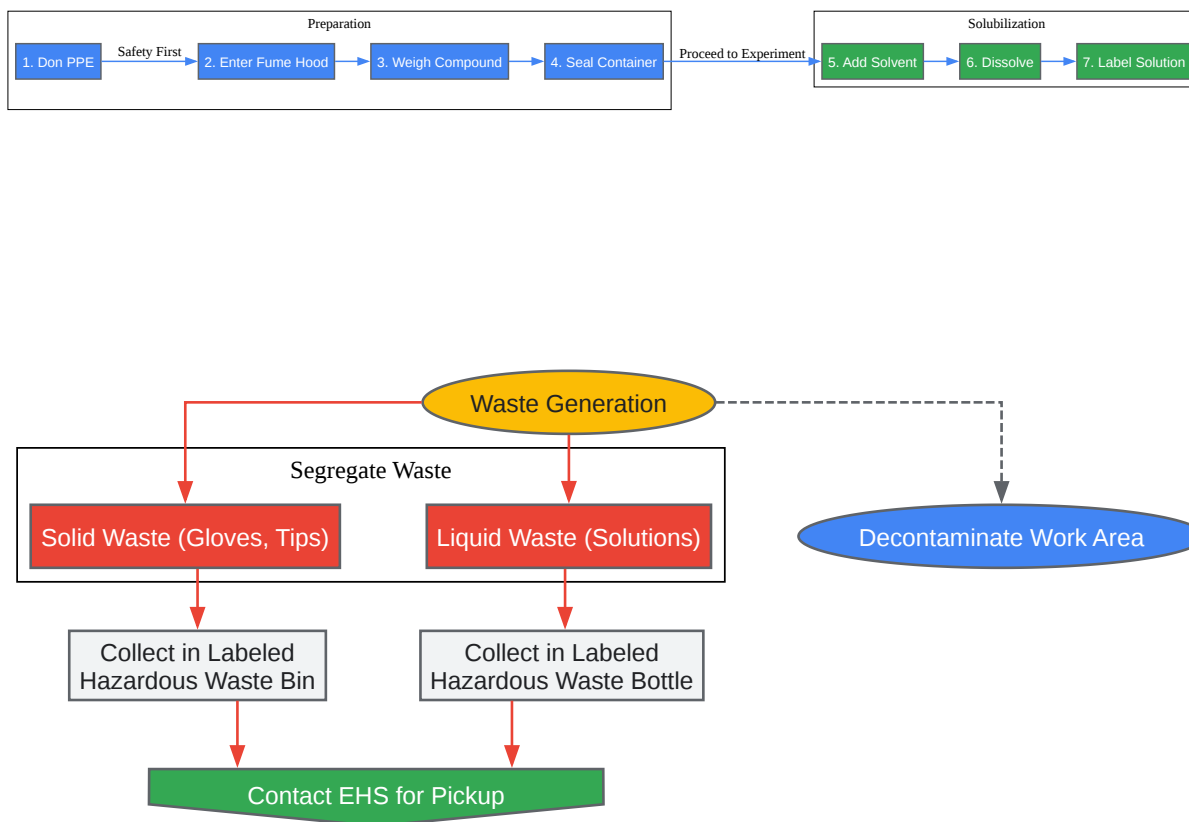 Preparation
Solubilization
1. Don PPE
Safety First
2. Enter Fume Hood
3. Weigh Compound
4. Seal Container
Proceed to Experiment
5. Add Solvent
6. Dissolve
7. Label Solution
Waste Generation
Segregate Waste
Solid Waste (Gloves, Tips)
Liquid Waste (Solutions)
Decontaminate Work Area
Collect in Labeled
Hazardous Waste Bin
Collect in Labeled
Hazardous Waste Bottle
Contact EHS for Pickup